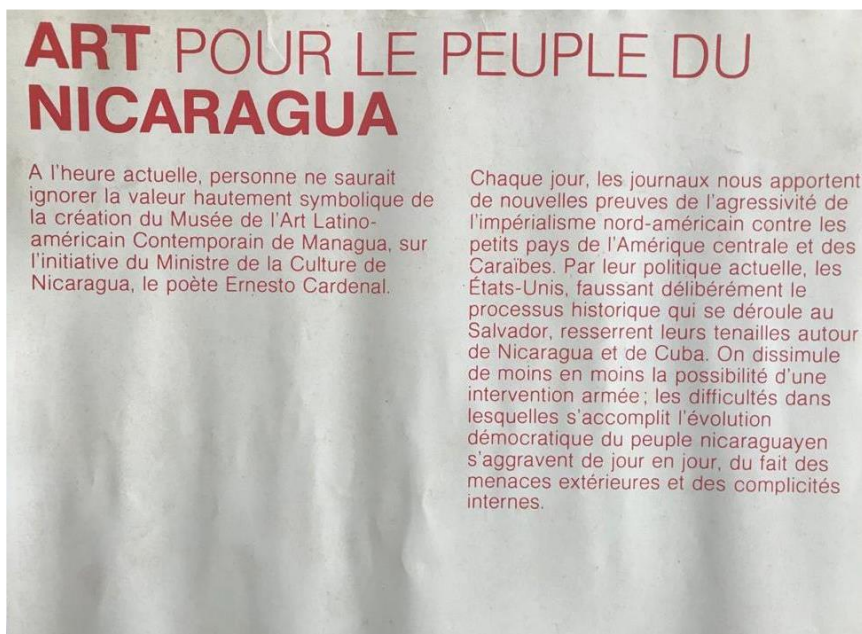 ART POUR LE PEUPLE DU
NICARAGUA
A l'heure actuelle, personne ne saurait
ignorer la valeur hautement symbolique de
la création du Musée de l'Art Latino-
américain Contemporain de Managua, sur
l'initiative du Ministre de la Culture de
Nicaragua, le poète Ernesto Cardenal.
Chaque jour, les journaux nous apportent
de nouvelles preuves de l'agressivité de
l'impérialisme nord-américain contre les
petits pays de l'Amérique centrale et des
Caraïbes. Par leur politique actuelle, les
États-Unis, faussant délibérément le
processus historique qui se déroule au
Salvador, resserrent leurs tenailles autour
de Nicaragua et de Cuba. On dissimule
de moins en moins la possibilité d'une
intervention armée ; les difficultés dans
lesquelles s'accomplit l'évolution
démocratique du peuple nicaraguayen
s'aggravent de jour en jour, du fait des
menaces extérieures et des complicités
internes.